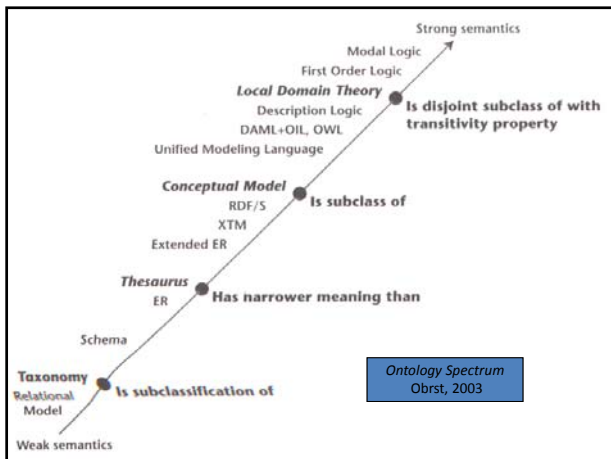 Strong semantics
Modal Logic
First Order Logic
Local Domain Theory
Is disjoint subclass of with
transitivity property
Description Logic
DAML+OIL, OWL
Unified Modeling Language
Conceptual Model
Is subclass of
RDF/S
XTM
Extended ER
Thesaurus
Has narrower meaning than
ER
Schema
Taxonomy
Is subclassification of
Relational
Model
Weak semantics
Ontology Spectrum
Obrst, 2003